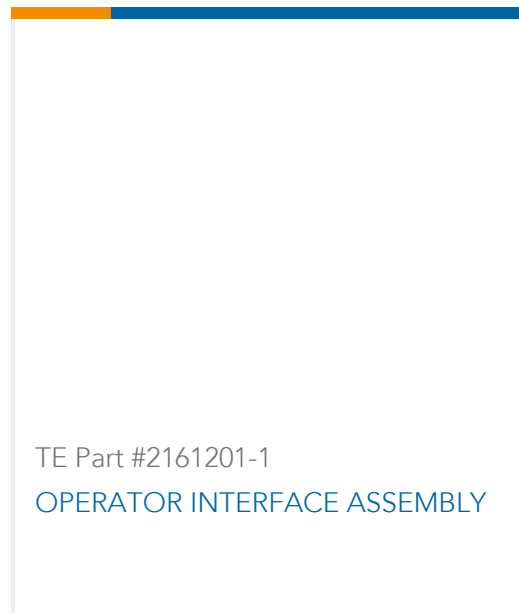 TE Part #2161201-1
OPERATOR INTERFACE ASSEMBLY